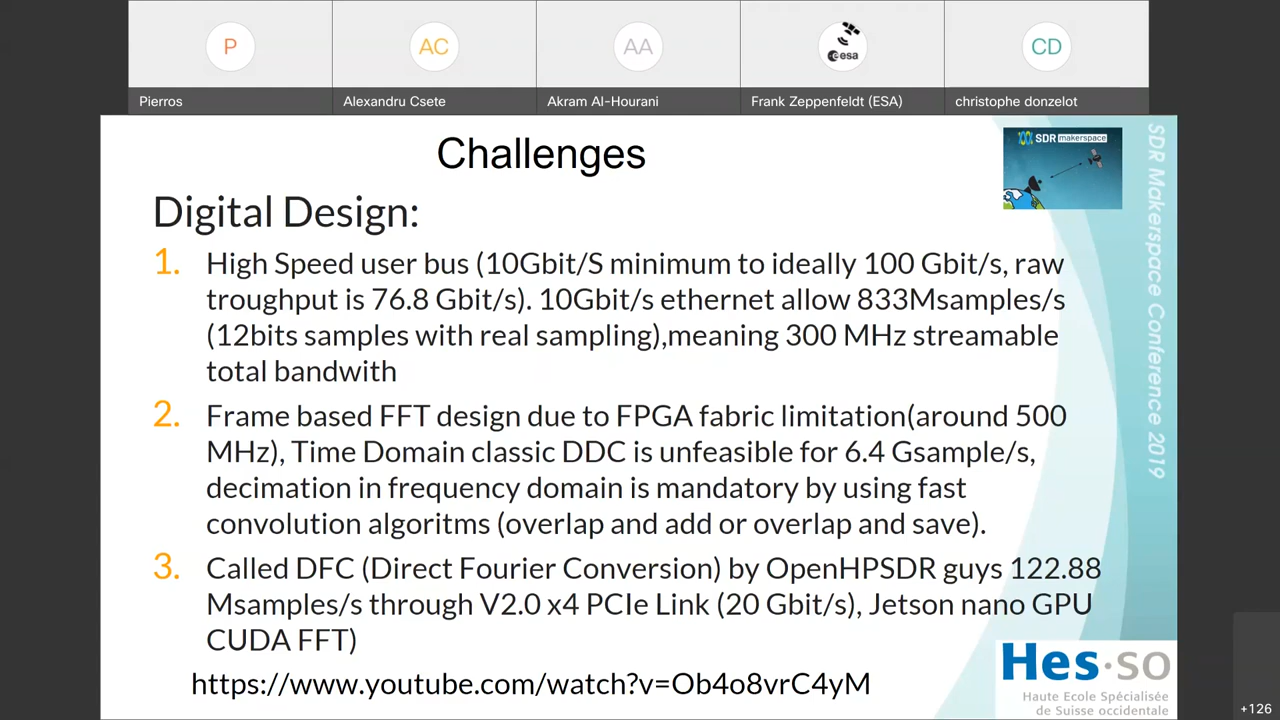 P
AC
AA
esa
CD
Pierros
Alexandru Csete
Akram Al-Hourani
Frank Zeppenfeldt (ESA)
christophe donzelot
Challenges
SDR makerspace
SDR Makerspace Conference 2019
Digital Design:
1. High Speed user bus (10Gbit/S minimum to ideally 100 Gbit/s, raw
troughput is 76.8 Gbit/s). 10Gbit/s ethernet allow 833Msamples/s
(12bits samples with real sampling),meaning 300 MHz streamable
total bandwith
2. Frame based FFT design due to FPGA fabric limitation(around 500
MHz), Time Domain classic DDC is unfeasible for 6.4 Gsample/s,
decimation in frequency domain is mandatory by using fast
convolution algoritms (overlap and add or overlap and save).
3. Called DFC (Direct Fourier Conversion) by OpenHPSDR guys 122.88
Msamples/s through V2.0 x4 PCIe Link (20 Gbit/s), Jetson nano GPU
CUDA FFT)
https://www.youtube.com/watch?v=Ob4o8vrC4yM
Hes·so
Haute Ecole Spécialisée
de Suisse occidentale
+126